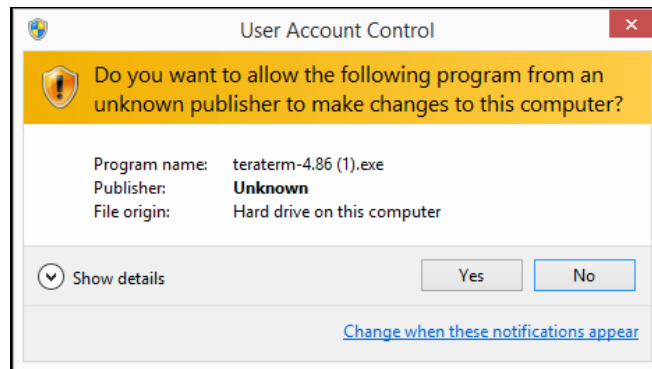 User Account Control
Do you want to allow the following program from an
unknown publisher to make changes to this computer?
Program name: teraterm-4.86 (1).exe
Publisher: Unknown
File origin: Hard drive on this computer
Show details
Yes
No
Change when these notifications appear